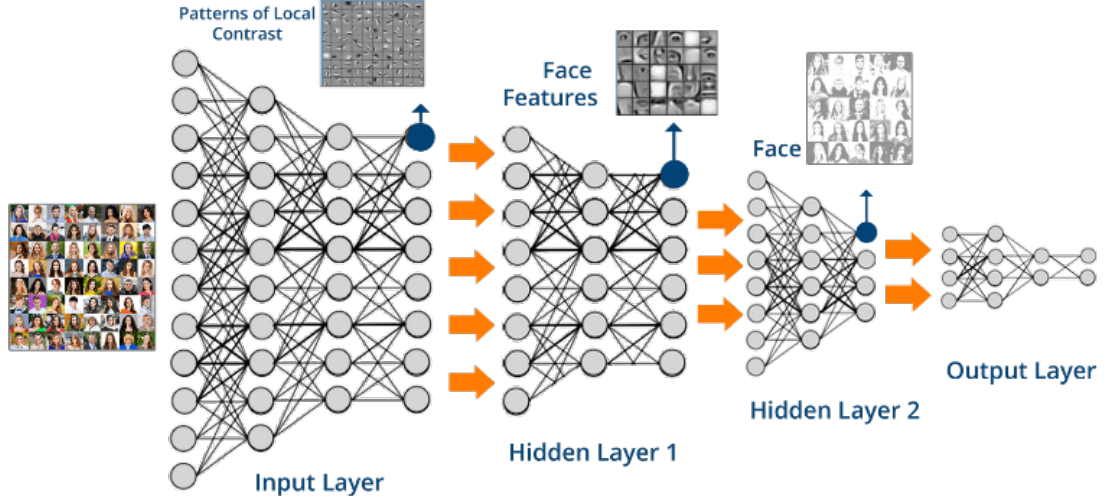 Patterns of Local
Contrast
Face
Features
Face
Output Layer
Hidden Layer 2
Hidden Layer 1
Input Layer